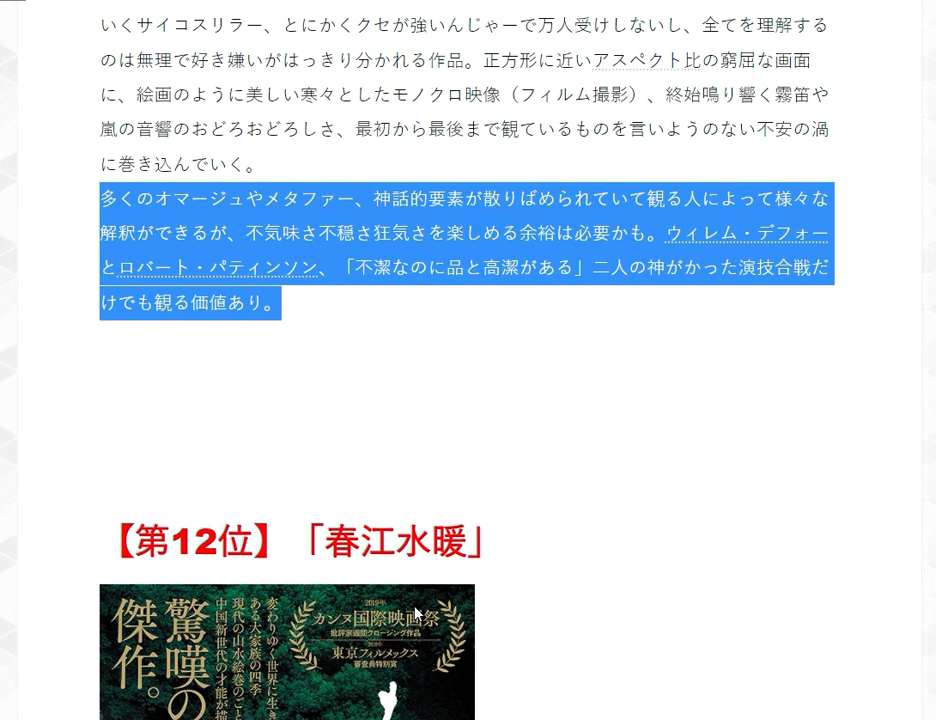 いくサイコスリラー、とにかくクセが強いんじゃーで万人受けしないし、全てを理解する
のは無理で好き嫌いがはっきり分かれる作品。正方形に近いアスペクト比の窮屈な画面
に、絵画のように美しい寒々としたモノクロ映像（フィルム撮影）、終始鳴り響く霧笛や
嵐の音響のおどろおどろしさ、最初から最後まで観ているものを言いようのない不安の渦
に巻き込んでいく。
多くのオマージュやメタファー、神話的要素が散りばめられていて観る人によって様々な
解釈ができるが、不気味さ不穏さ狂気さを楽しめる余裕は必要かも。ウィレム・デフォー
とロバート・パティンソン、「不潔なのに品と高潔がある」二人の神がかった演技合戦だ
けでも観る価値あり。
【第12位】「春江水暖」
2019年
カンヌ国際映画祭
批評家週間クロージング作品
東京フィルメックス
審査員特別賞
変わりゆく世界に生き
ある大家族の四季
現代の山水絵巻のごと
中国新世代の才能が描
驚嘆の
傑作。